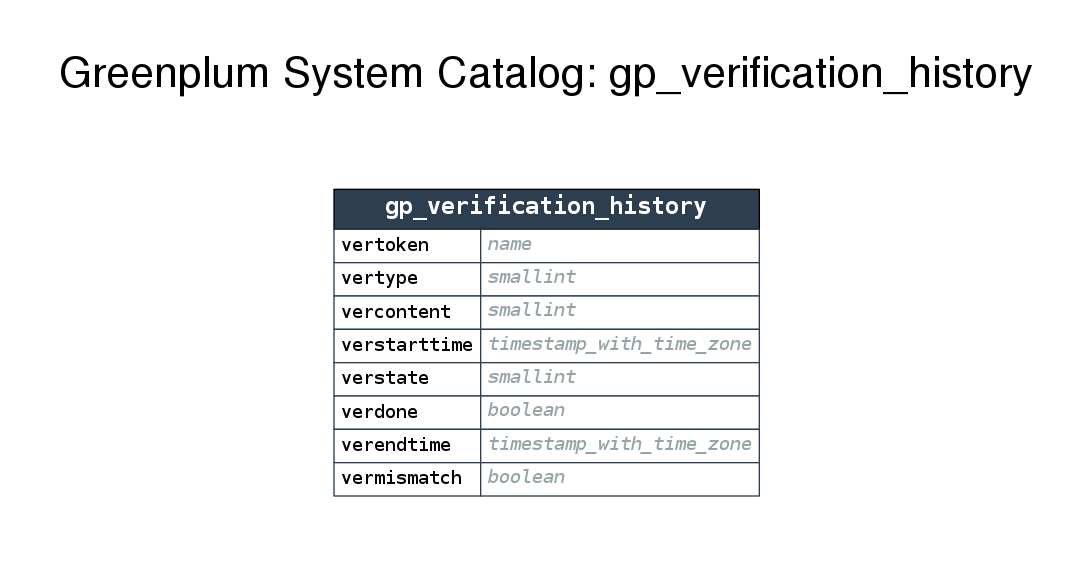 Greenplum System Catalog: gp_verification_history
gp_verification_history
vertoken name
vertype smallint
vercontent smallint
verstarttime timestamp_with_time_zone
verstate smallint
verdone boolean
verendtime timestamp_with_time_zone
vermismatch boolean